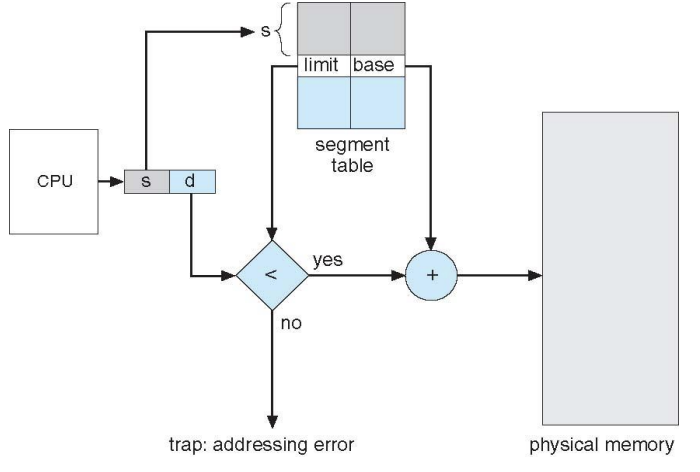 s
limit base
segment
table
CPU
s d
<
yes
+
no
trap: addressing error
physical memory